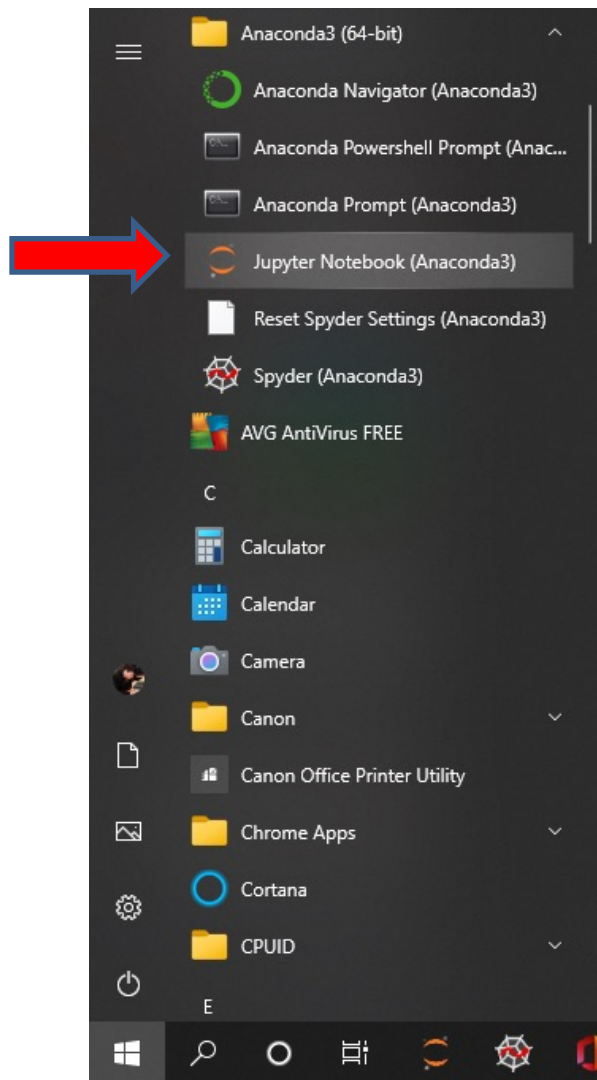 Anaconda3 (64-bit)
Anaconda Navigator (Anaconda3)
Anaconda Powershell Prompt (Anac...
Anaconda Prompt (Anaconda3)
Jupyter Notebook (Anaconda3)
Reset Spyder Settings (Anaconda3)
Spyder (Anaconda3)
AVG AntiVirus FREE
C
Calculator
Calendar
Camera
Canon
Canon Office Printer Utility
Chrome Apps
Cortana
CPUID
E